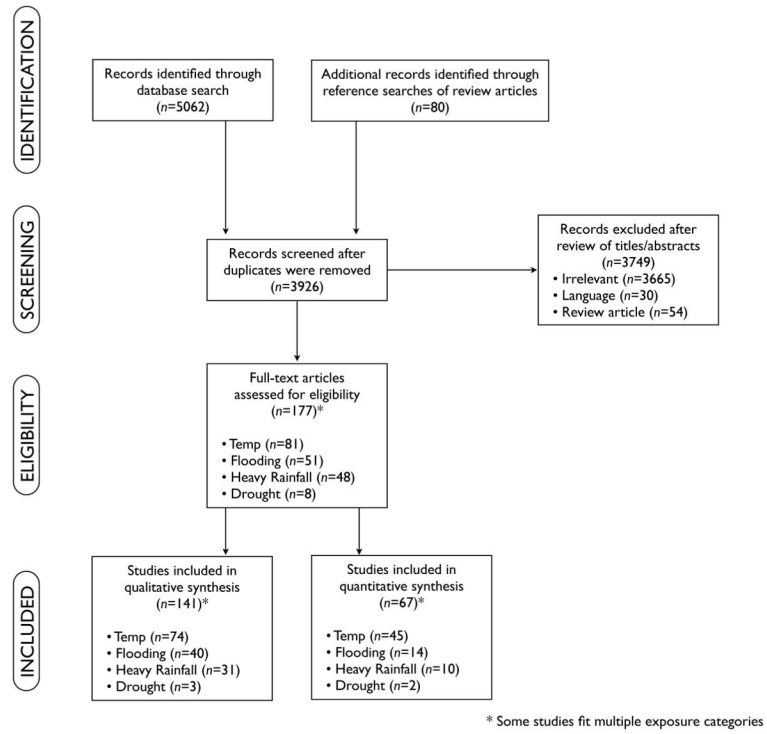 IDENTIFICATION
Records identified through
database search
(n=5062)
Additional records identified through
reference searches of review articles
(n=80)
SCREENING
Records screened after
duplicates were removed
(n=3926)
Records excluded after
review of titles/abstracts
(n=3749)
• Irrelevant (n=3665)
• Language (n=30)
• Review article (n=54)
ELIGIBILITY
Full-text articles
assessed for eligibility
(n=177)*
• Temp (n=81)
• Flooding (n=51)
• Heavy Rainfall (n=48)
• Drought (n=8)
INCLUDED
Studies included in
qualitative synthesis
(n=141)*
• Temp (n=74)
• Flooding (n=40)
• Heavy Rainfall (n=31)
• Drought (n=3)
Studies included in
quantitative synthesis
(n=67)*
• Temp (n=45)
• Flooding (n=14)
• Heavy Rainfall (n=10)
• Drought (n=2)
* Some studies fit multiple exposure categories